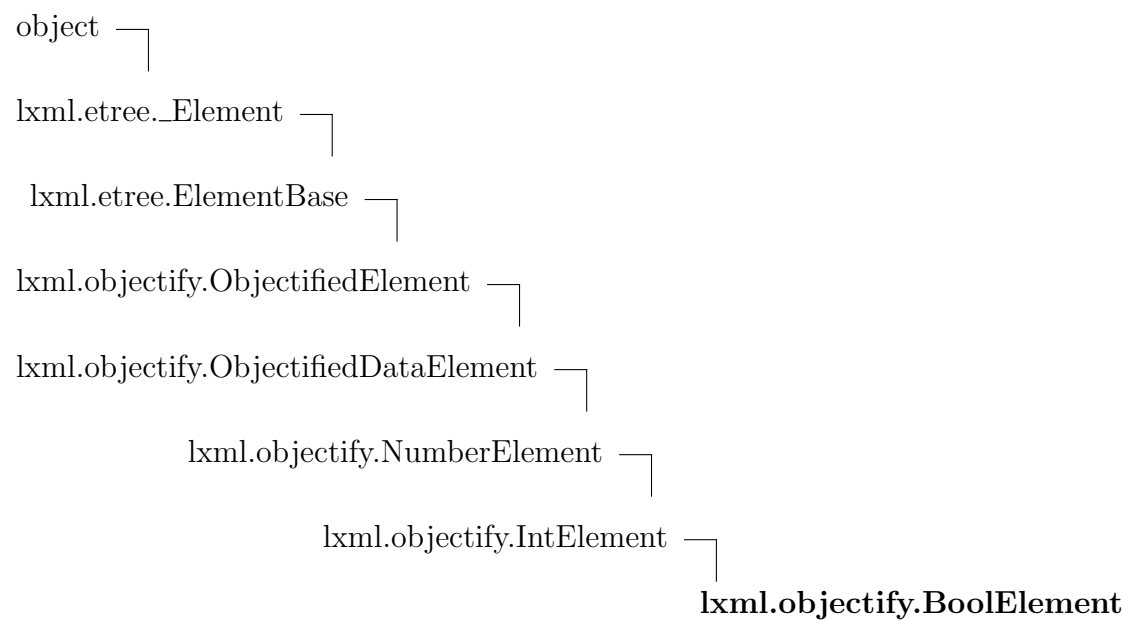 object
lxml.etree._Element
lxml.etree.ElementBase
lxml.objectify.ObjectifiedElement
lxml.objectify.ObjectifiedDataElement
lxml.objectify.NumberElement
lxml.objectify.IntElement
lxml.objectify.BoolElement